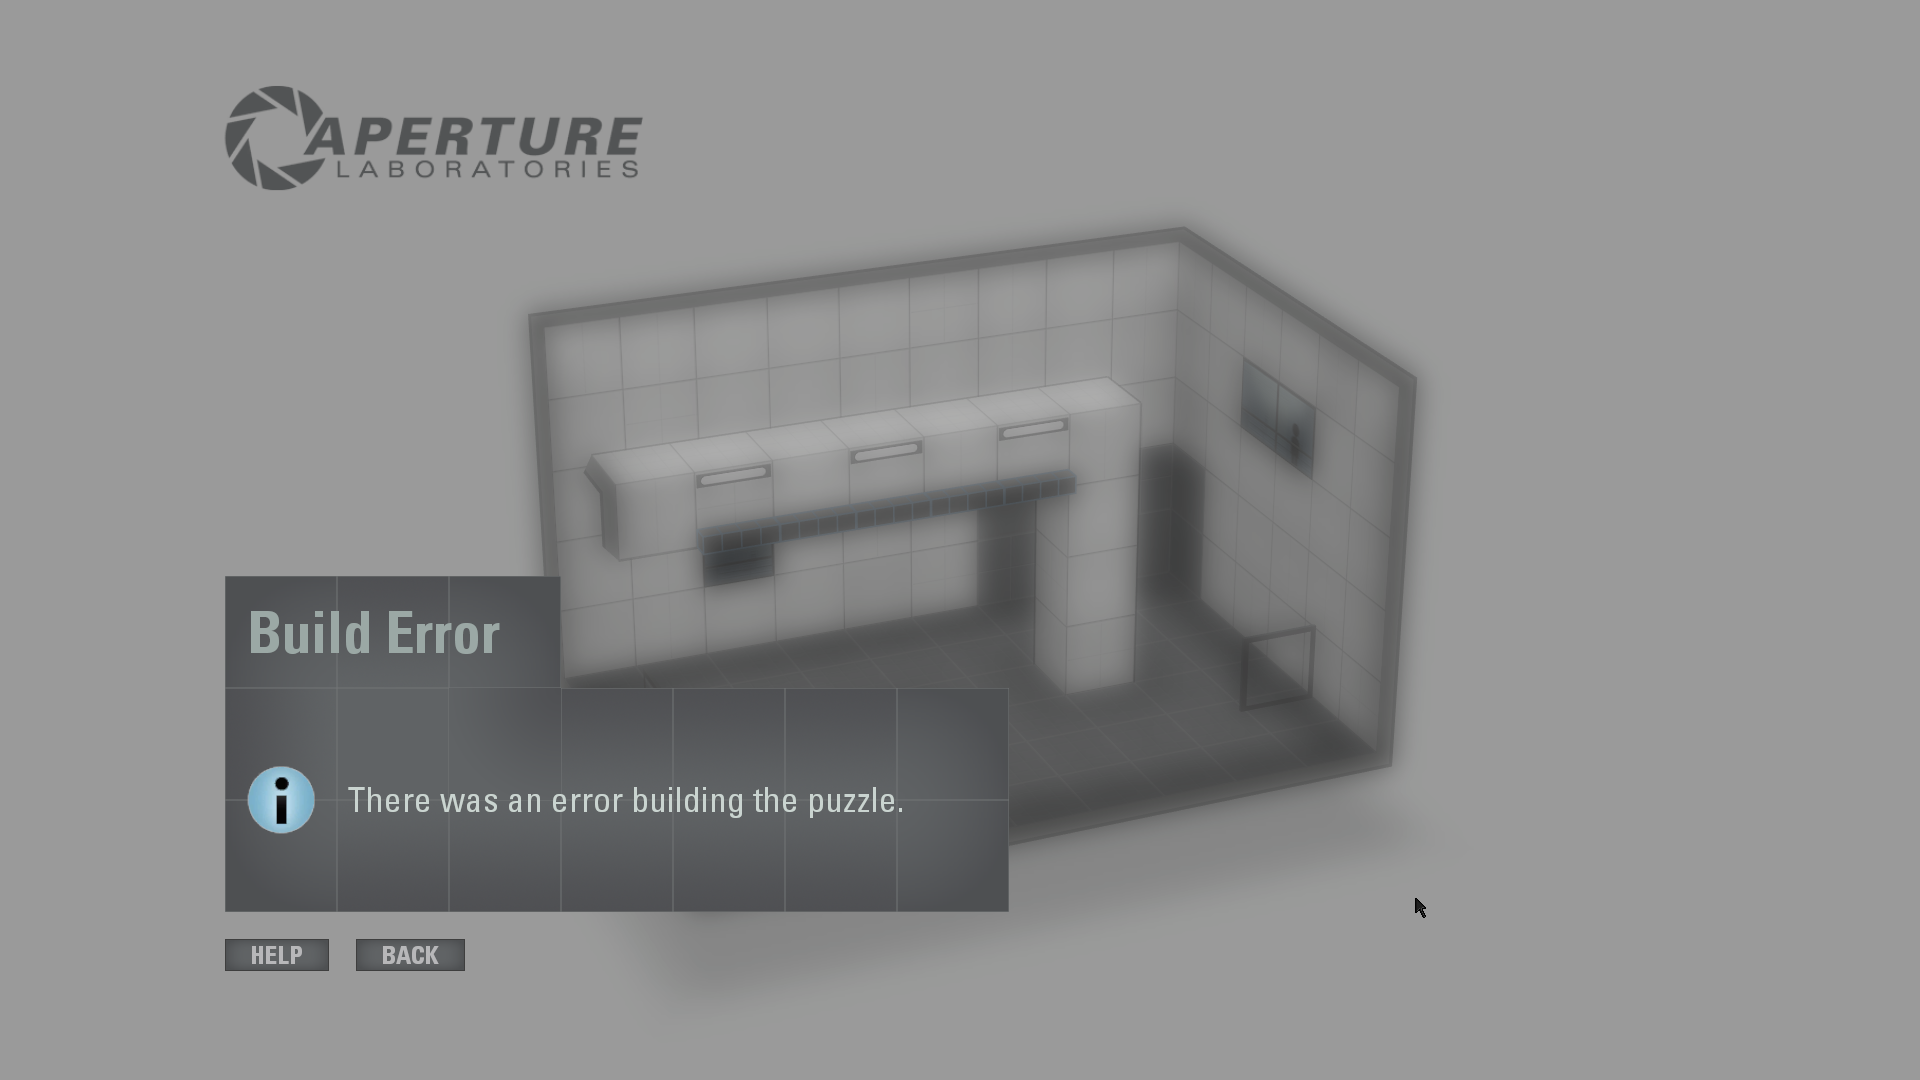 APERTURE
LABORATORIES
Build Error
There was an error building the puzzle.
HELP
BACK